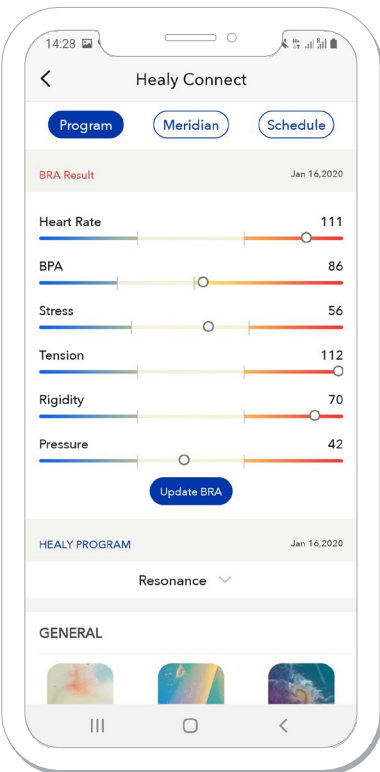 14:28
Healy Connect
Program Meridian Schedule
BRA Result Jan 16,2020
Heart Rate 111
BPA 86
Stress 56
Tension 112
Rigidity 70
Pressure 42
Update BRA
HEALY PROGRAM Jan 16,2020
Resonance
GENERAL